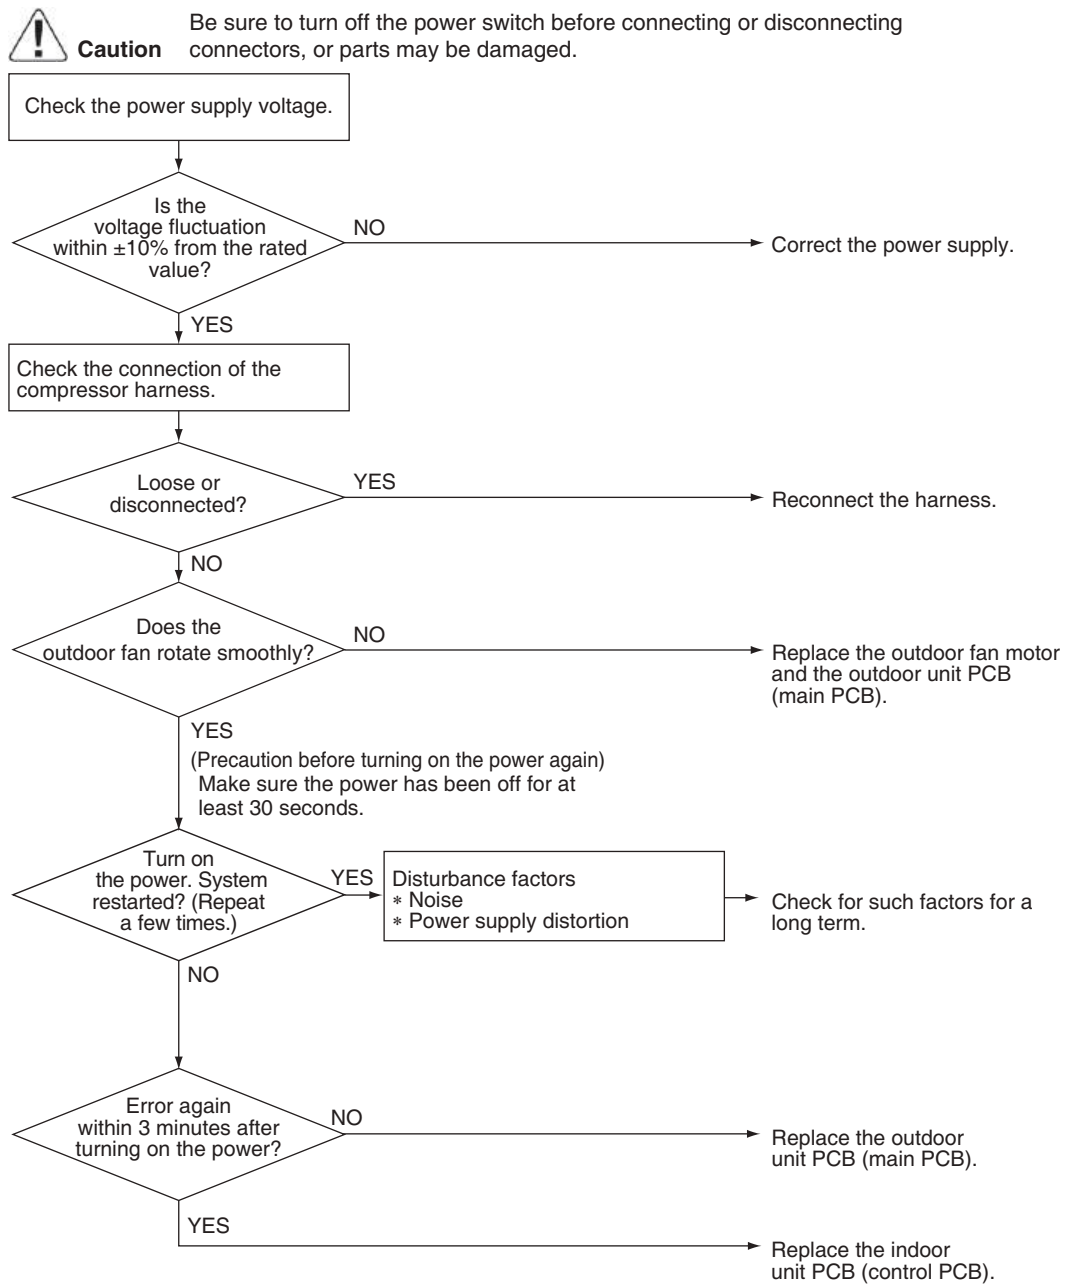 Be sure to turn off the power switch before connecting or disconnecting
Caution connectors, or parts may be damaged.
Check the power supply voltage.
Is the
voltage fluctuation
within ±10% from the rated
value?
NO
Correct the power supply.
YES
Check the connection of the
compressor harness.
Loose or
disconnected?
YES
Reconnect the harness.
NO
Does the
outdoor fan rotate smoothly?
NO
Replace the outdoor fan motor
and the outdoor unit PCB
(main PCB).
YES
(Precaution before turning on the power again)
Make sure the power has been off for at
least 30 seconds.
Turn on
the power. System
restarted? (Repeat
a few times.)
YES
Disturbance factors
* Noise
* Power supply distortion
Check for such factors for a
long term.
NO
Error again
within 3 minutes after
turning on the power?
NO
Replace the outdoor
unit PCB (main PCB).
YES
Replace the indoor
unit PCB (control PCB).